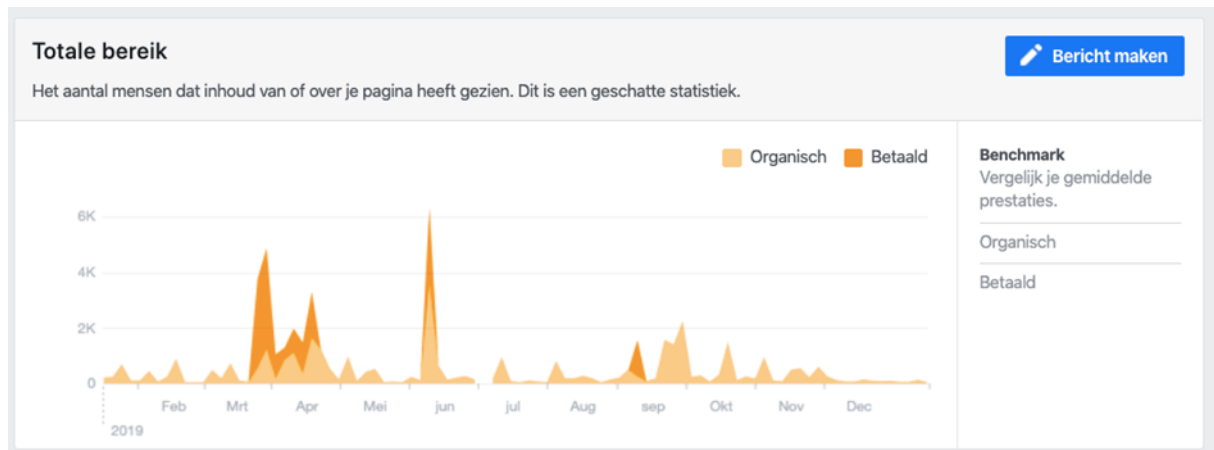 Totale bereik
Bericht maken
Het aantal mensen dat inhoud van of over je pagina heeft gezien. Dit is een geschatte statistiek.
Organisch
Betaald
Benchmark
Vergelijk je gemiddelde
prestaties.
Organisch
Betaald
6K
4K
2K
0
Feb Mrt Apr Mei jun jul Aug sep Okt Nov Dec
2019